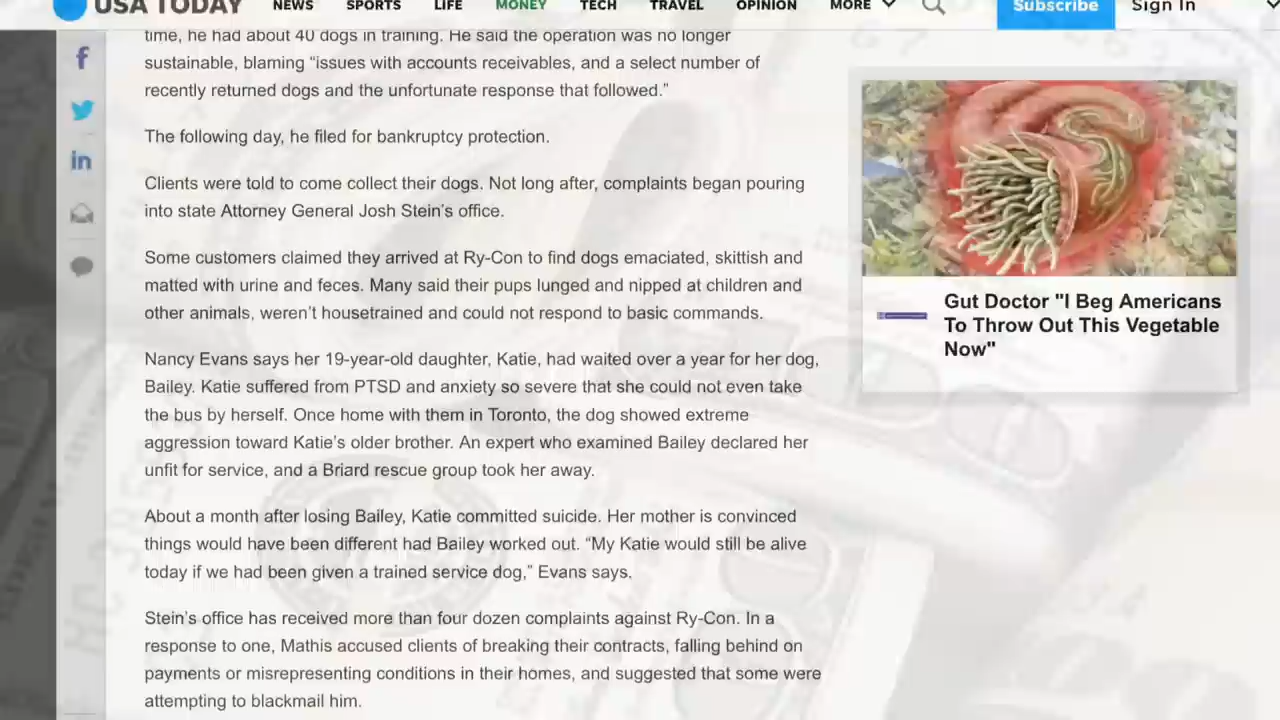 USA TODAY NEWS SPORTS LIFE MONEY TECH TRAVEL OPINION MORE Subscribe Sign In
time, he had about 40 dogs in training. He said the operation was no longer
sustainable, blaming “issues with accounts receivables, and a select number of
recently returned dogs and the unfortunate response that followed.”
The following day, he filed for bankruptcy protection.
Clients were told to come collect their dogs. Not long after, complaints began pouring
into state Attorney General Josh Stein’s office.
Some customers claimed they arrived at Ry-Con to find dogs emaciated, skittish and
matted with urine and feces. Many said their pups lunged and nipped at children and
other animals, weren’t housetrained and could not respond to basic commands.
Nancy Evans says her 19-year-old daughter, Katie, had waited over a year for her dog,
Bailey. Katie suffered from PTSD and anxiety so severe that she could not even take
the bus by herself. Once home with them in Toronto, the dog showed extreme
aggression toward Katie’s older brother. An expert who examined Bailey declared her
unfit for service, and a Briard rescue group took her away.
About a month after losing Bailey, Katie committed suicide. Her mother is convinced
things would have been different had Bailey worked out. “My Katie would still be alive
today if we had been given a trained service dog,” Evans says.
Stein’s office has received more than four dozen complaints against Ry-Con. In a
response to one, Mathis accused clients of breaking their contracts, falling behind on
payments or misrepresenting conditions in their homes, and suggested that some were
attempting to blackmail him.
Gut Doctor "I Beg Americans
To Throw Out This Vegetable
Now"